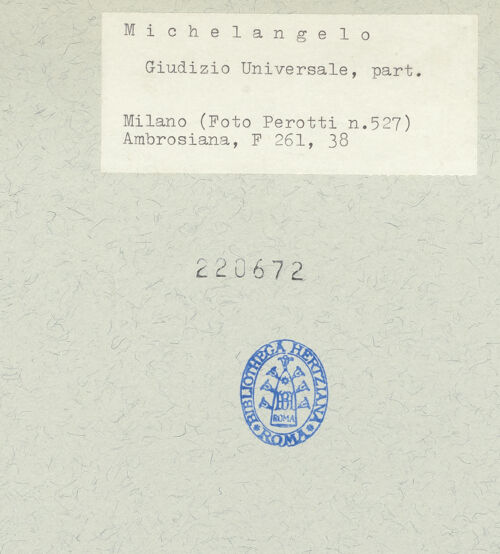 Michelangelo
Giudizio Universale, part.
Milano (Foto Perotti n.527)
Ambrosiana, F 261, 38
220672
BIBLIOTHECA HERTZIANA
ROMA
ROMA